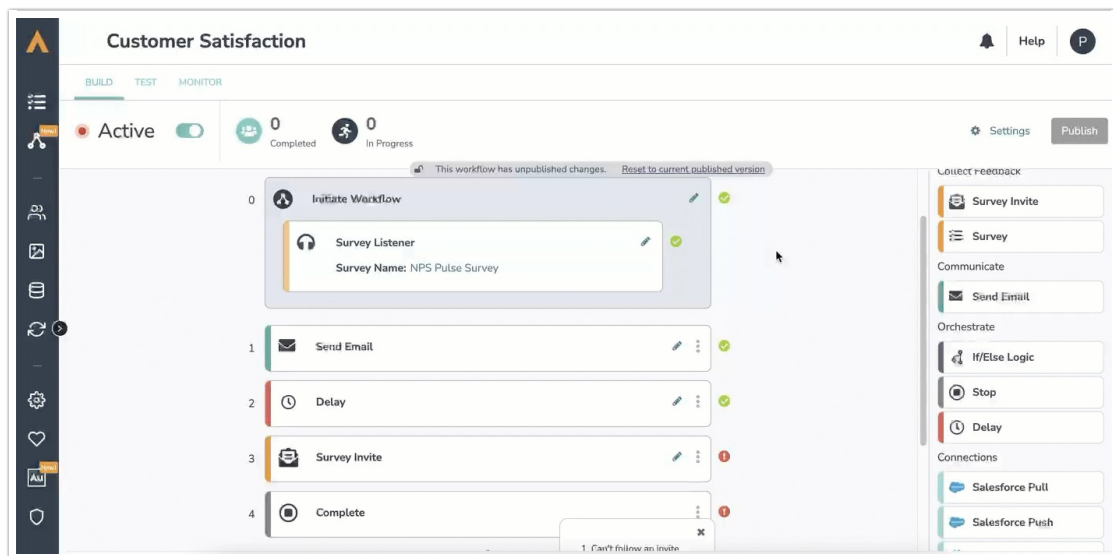 Customer Satisfaction
Help
P
BUILD TEST MONITOR
New!
Active
0
Completed
0
In Progress
Settings
Publish
This workflow has unpublished changes. Reset to current published version
0
Initiate Workflow
Survey Listener
Survey Name: NPS Pulse Survey
1
Send Email
2
Delay
3
Survey Invite
4
Complete
1. Can't follow an invite
Collect Feedback
Survey Invite
Survey
Communicate
Send Email
Orchestrate
If/Else Logic
Stop
Delay
Connections
Salesforce Pull
Salesforce Push
New!
Au